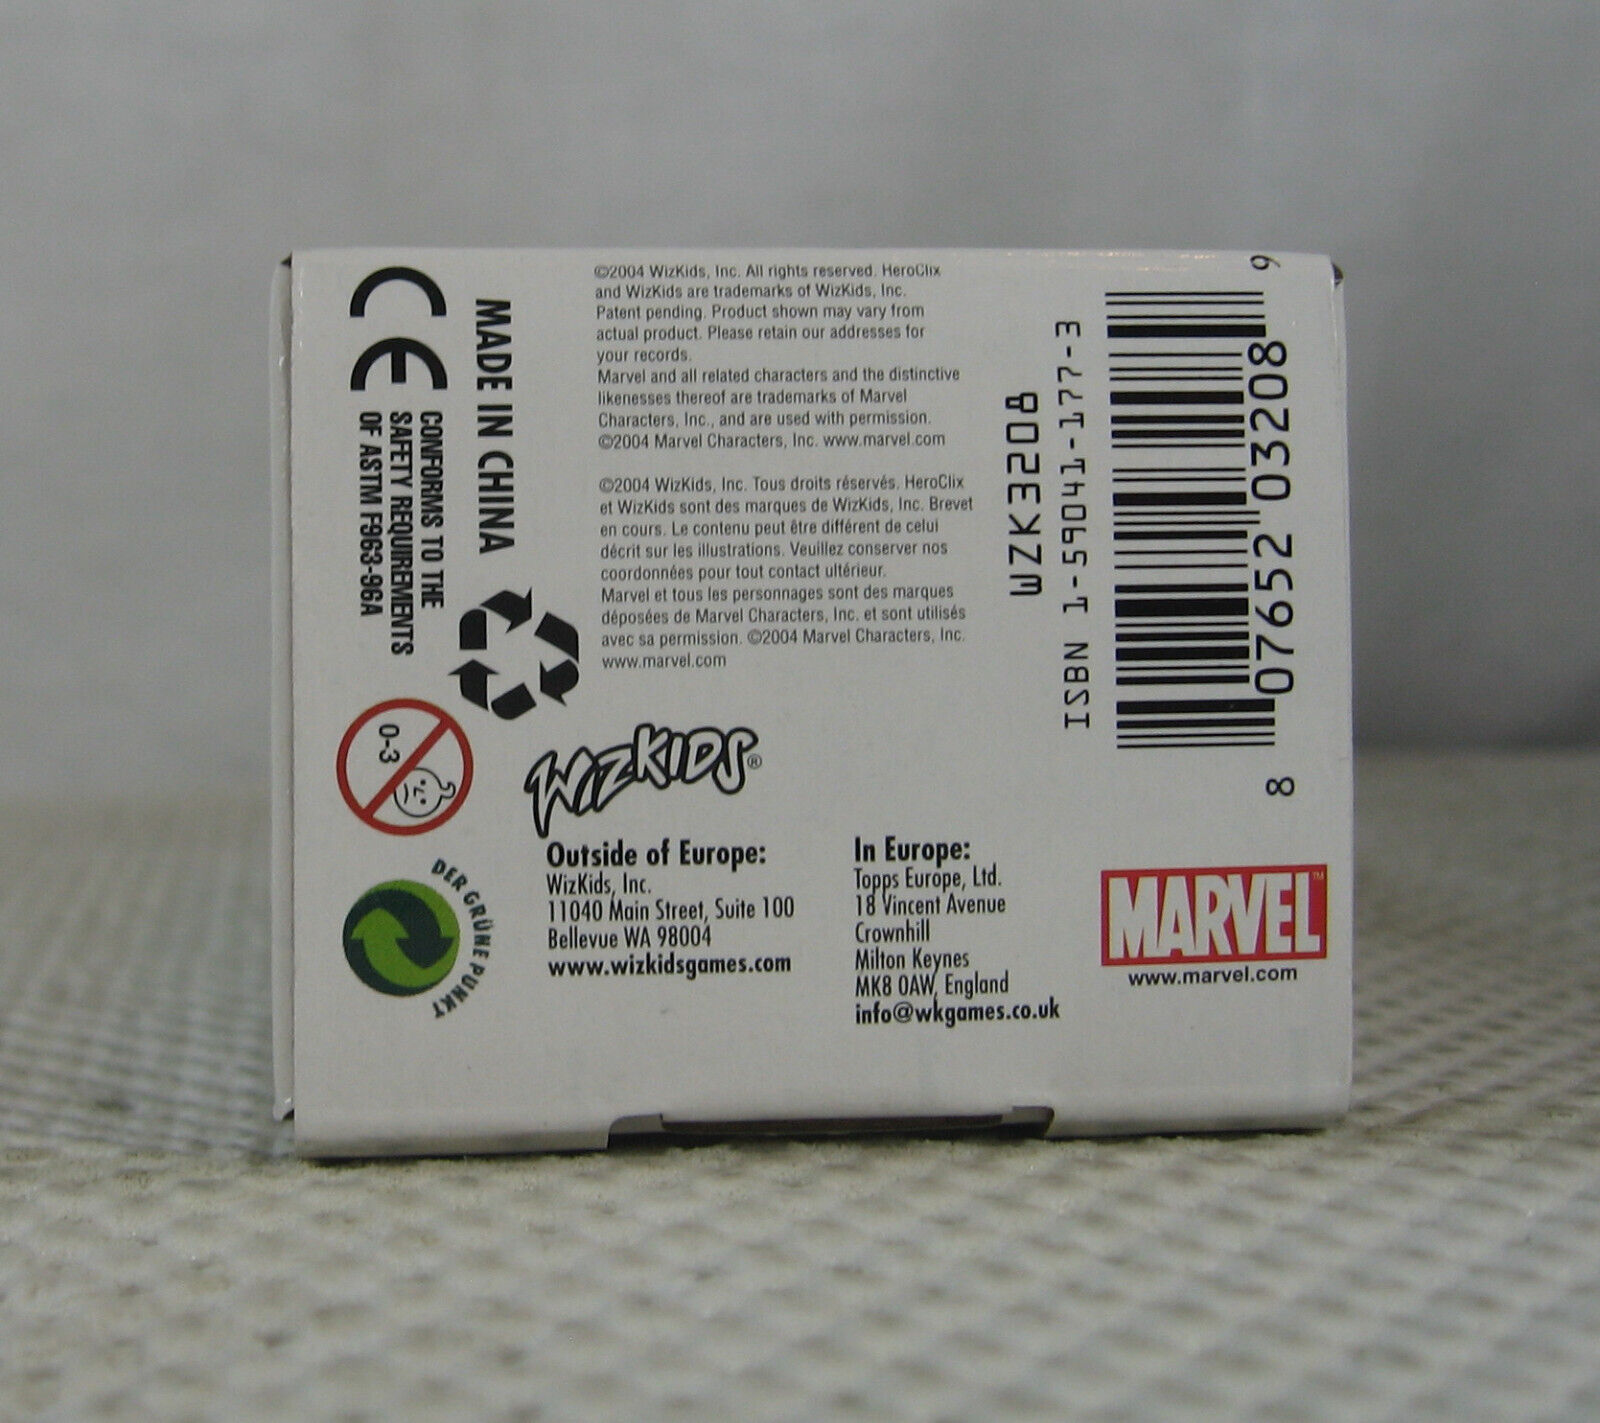 ©2004 WizKids, Inc. All rights reserved. HeroClix
and WizKids are trademarks of WizKids, Inc.
Patent pending. Product shown may vary from
actual product. Please retain our addresses for
your records.
Marvel and all related characters and the distinctive
likenesses thereof are trademarks of Marvel
Characters, Inc., and are used with permission.
©2004 Marvel Characters, Inc. www.marvel.com
©2004 WizKids, Inc. Tous droits réservés. HeroClix
et WizKids sont des marques de WizKids, Inc. Brevet
en cours. Le contenu peut être différent de celui
décrit sur les illustrations. Veuillez conserver nos
coordonnées pour tout contact ultérieur.
Marvel et tous les personnages sont des marques
déposées de Marvel Characters, Inc. et sont utilisés
avec sa permission. ©2004 Marvel Characters, Inc.
www.marvel.com
CE
MADE IN CHINA
CONFORMS TO THE
SAFETY REQUIREMENTS
OF ASTM F963-96A
0-3
DER GRÜNE PUNKT
WIZKIDS®
Outside of Europe:
WizKids, Inc.
11040 Main Street, Suite 100
Bellevue WA 98004
www.wizkidsgames.com
In Europe:
Topps Europe, Ltd.
18 Vincent Avenue
Crownhill
Milton Keynes
MK8 0AW, England
info@wkgames.co.uk
WZK3208
ISBN 1-59041-177-3
8 07652 03208 9
MARVEL™
www.marvel.com